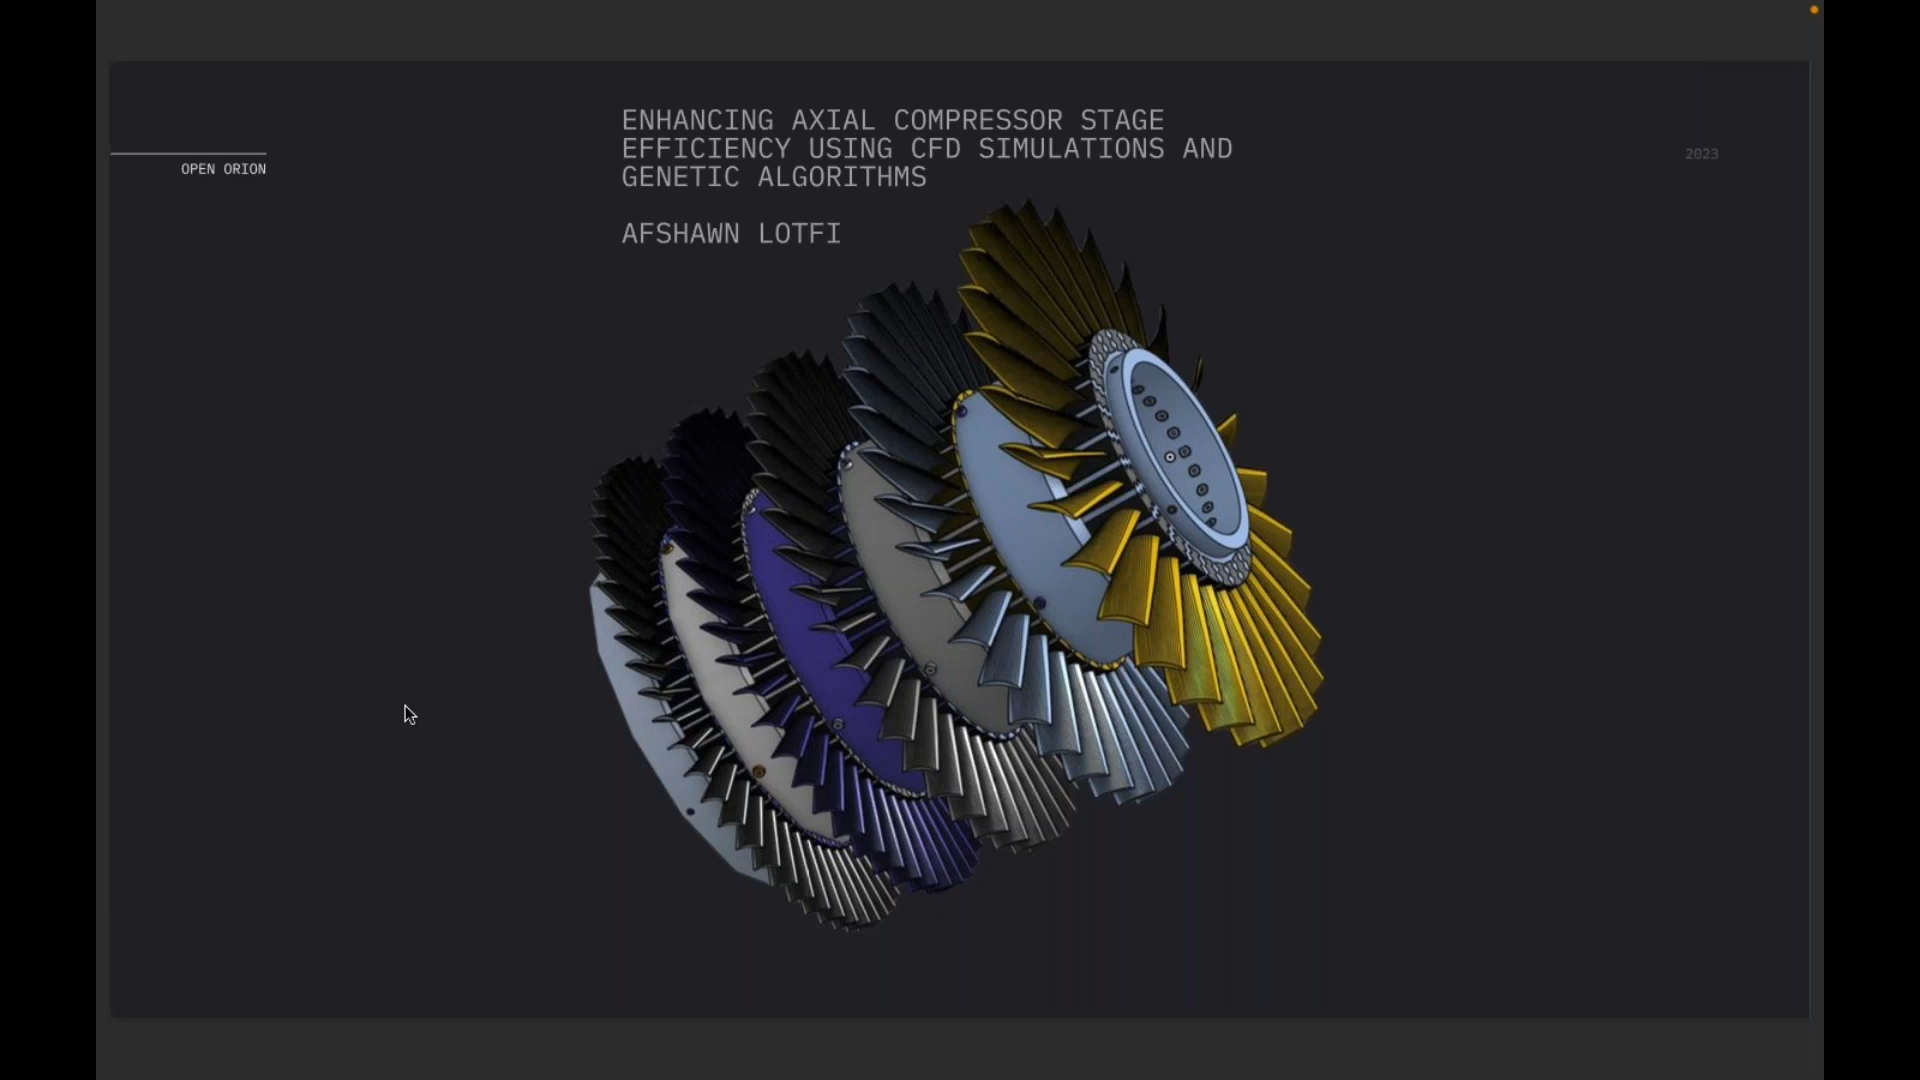 ENHANCING AXIAL COMPRESSOR STAGE
EFFICIENCY USING CFD SIMULATIONS AND
GENETIC ALGORITHMS
AFSHAWN LOTFI
OPEN ORION
2023